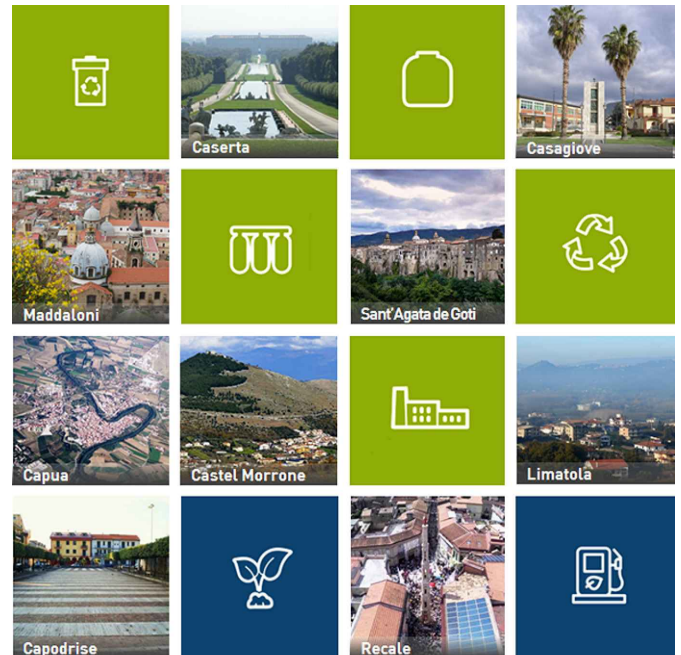 Caserta
Casagiove
Maddaloni
Sant'Agata de Goti
Capua
Castel Morrone
Limatola
Capodrise
Recale